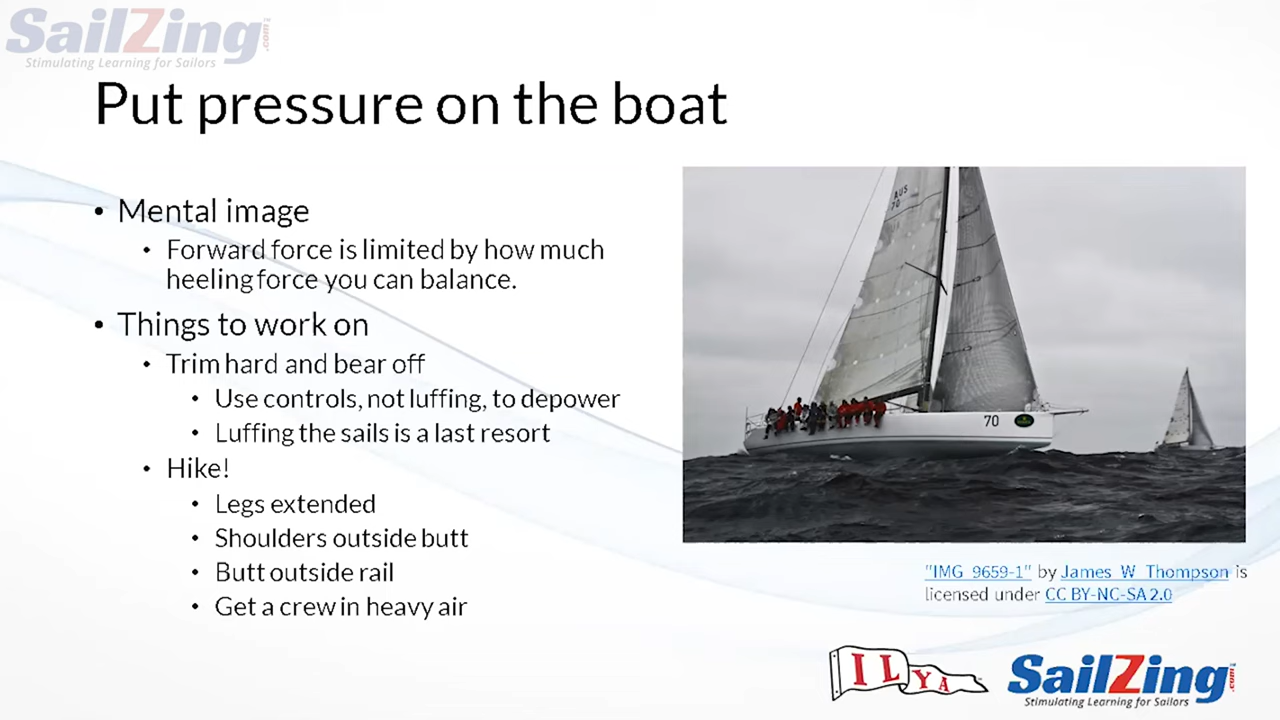 SailZing.com
Stimulating Learning for Sailors
Put pressure on the boat
• Mental image
• Forward force is limited by how much
heeling force you can balance.
• Things to work on
• Trim hard and bear off
• Use controls, not luffing, to depower
• Luffing the sails is a last resort
• Hike!
• Legs extended
• Shoulders outside butt
• Butt outside rail
• Get a crew in heavy air
AUS
70
70
"IMG_9659-1" by James_W_Thompson is
licensed under CC BY-NC-SA 2.0
ILYA
SailZing.com
Stimulating Learning for Sailors